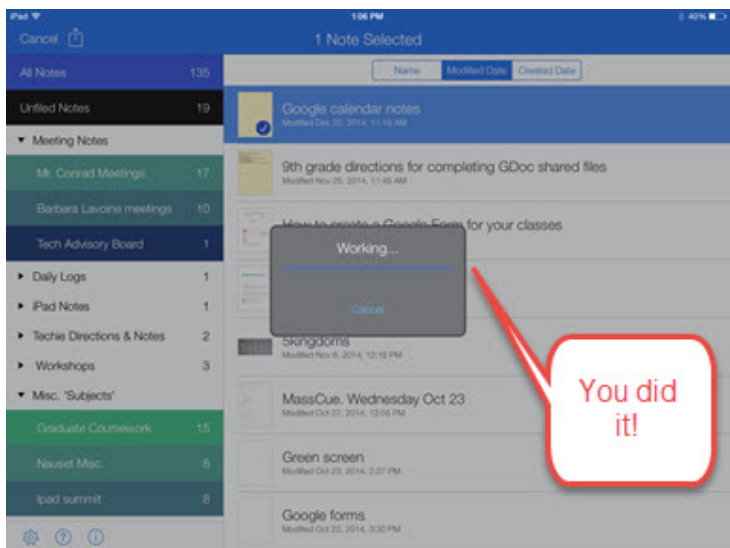 iPad
1:06 PM
40%
Cancel
1 Note Selected
All Notes 135
Name Modified Date Created Date
Unfiled Notes 19
Google calendar notes
Modified Dec 22, 2014, 11:19 AM
Meeting Notes
Mr. Conrad Meetings 17
9th grade directions for completing GDoc shared files
Modified Nov 25, 2014, 11:46 AM
Barbara Lavoine meetings 10
How to create a Google Form for your classes
Tech Advisory Board 1
Working...
Daily Logs 1
iPad Notes 1
Cancel
Techie Directions & Notes 2
5kingdoms
Modified Nov 6, 2014, 12:16 PM
Workshops 3
Misc. 'Subjects'
You did
it!
MassCue. Wednesday Oct 23
Modified Oct 27, 2014, 12:05 PM
Graduate Coursework 15
Nauset Misc. 8
Green screen
Modified Oct 23, 2014, 2:27 PM
Ipad summit 8
Google forms
Modified Oct 22, 2014, 3:30 PM